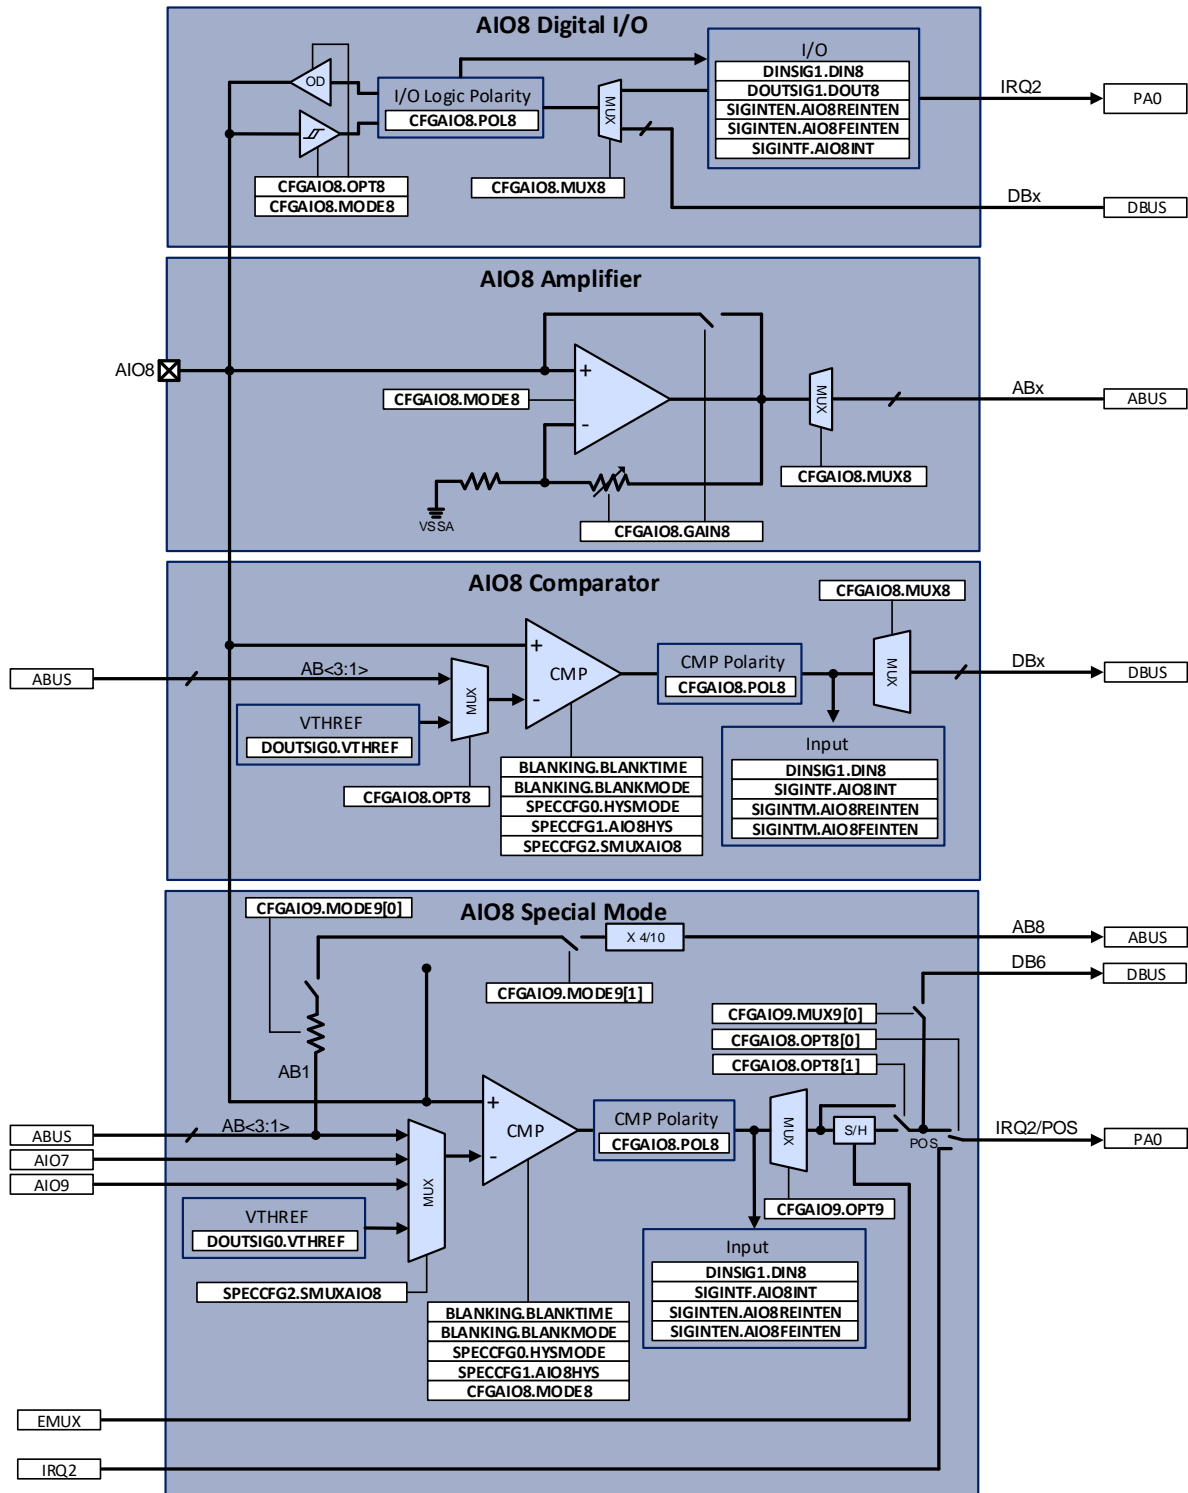 AIO8 Digital I/O
OD
I/O Logic Polarity
CFGAIO8.POL8
MUX
I/O
DINSIG1.DIN8
DOUTSIG1.DOUT8
SIGINTEN.AIO8REINTEN
SIGINTEN.AIO8FEINTEN
SIGINTF.AIO8INT
IRQ2
PA0
CFGAIO8.OPT8
CFGAIO8.MODE8
CFGAIO8.MUX8
DBx
DBUS
AIO8 Amplifier
AIO8
+
-
CFGAIO8.MODE8
MUX
ABx
ABUS
CFGAIO8.MUX8
VSSA
CFGAIO8.GAIN8
AIO8 Comparator
CFGAIO8.MUX8
ABUS
AB<3:1>
MUX
+
-
CMP
CMP Polarity
CFGAIO8.POL8
MUX
DBx
DBUS
VTHREF
DOUTSIG0.VTHREF
CFGAIO8.OPT8
BLANKING.BLANKTIME
BLANKING.BLANKMODE
SPECCFG0.HYSMODE
SPECCFG1.AIO8HYS
SPECCFG2.SMUXAIO8
Input
DINSIG1.DIN8
SIGINTF.AIO8INT
SIGINTM.AIO8REINTEN
SIGINTM.AIO8FEINTEN
AIO8 Special Mode
CFGAIO9.MODE9[0]
X 4/10
AB8
ABUS
DB6
DBUS
CFGAIO9.MODE9[1]
CFGAIO9.MUX9[0]
CFGAIO8.OPT8[0]
CFGAIO8.OPT8[1]
AB1
ABUS
AB<3:1>
AIO7
AIO9
MUX
+
-
CMP
CMP Polarity
CFGAIO8.POL8
MUX
S/H
POS
IRQ2/POS
PA0
CFGAIO9.OPT9
VTHREF
DOUTSIG0.VTHREF
SPECCFG2.SMUXAIO8
Input
DINSIG1.DIN8
SIGINTF.AIO8INT
SIGINTEN.AIO8REINTEN
SIGINTEN.AIO8FEINTEN
BLANKING.BLANKTIME
BLANKING.BLANKMODE
SPECCFG0.HYSMODE
SPECCFG1.AIO8HYS
CFGAIO8.MODE8
EMUX
IRQ2